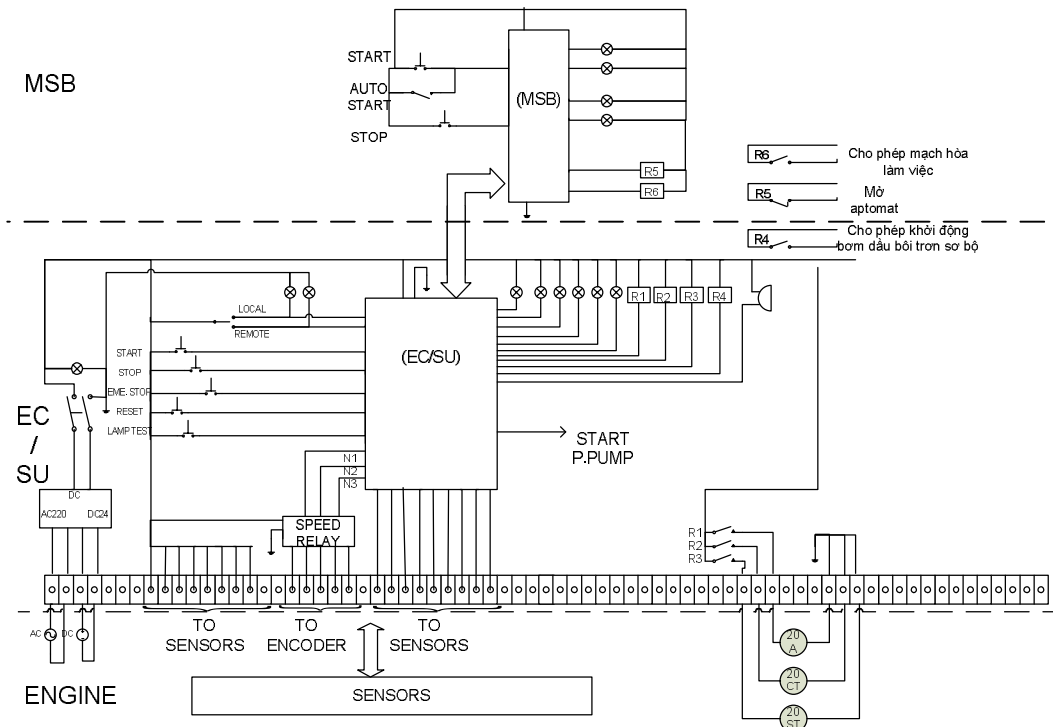 MSB
START
AUTO
START
STOP
(MSB)
R5
R6
R6
Cho phép mạch hòa
làm việc
R5
Mở
aptomat
R4
Cho phép khởi động
bơm dầu bôi trơn sơ bộ
LOCAL
REMOTE
START
STOP
EME. STOP
RESET
LAMP TEST
(EC/SU)
R1
R2
R3
R4
EC
/
SU
START
P.PUMP
N1
N2
N3
DC
AC220
DC24
SPEED
RELAY
R1
R2
R3
AC
DC
TO
SENSORS
TO
ENCODER
TO
SENSORS
20
A
20
CT
20
ST
ENGINE
SENSORS